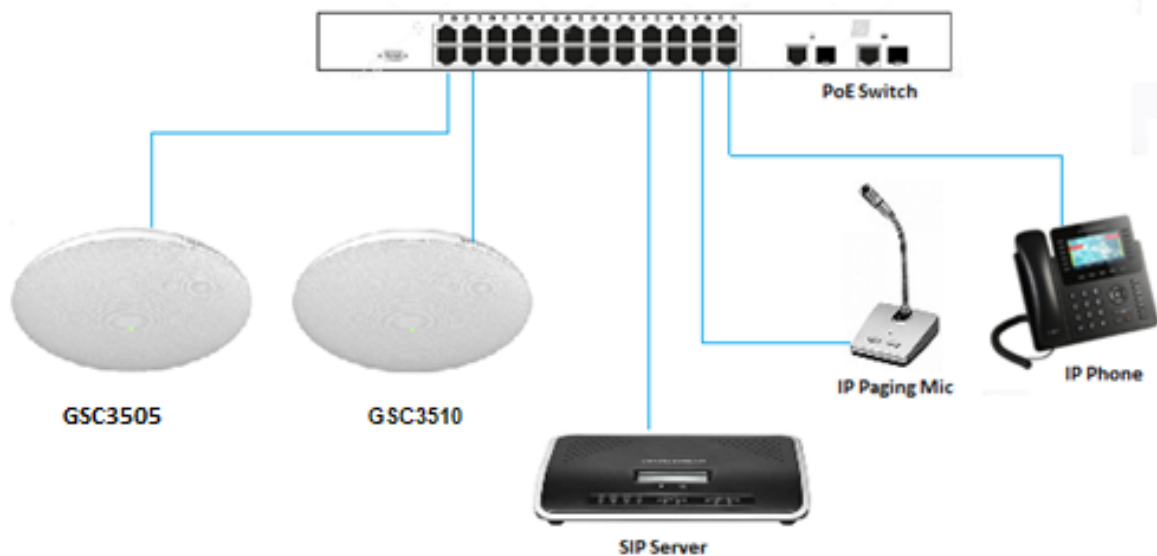 PoE Switch
IP Paging Mic
IP Phone
GSC3505
GSC3510
SIP Server